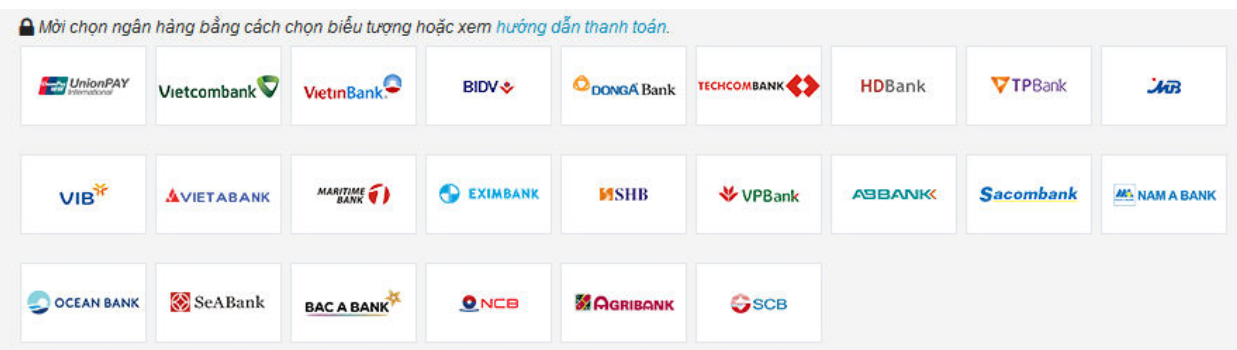 Mời chọn ngân hàng bằng cách chọn biểu tượng hoặc xem hướng dẫn thanh toán.
UnionPAY
International
Vietcombank
VietinBank
BIDV
DONGÁ Bank
TECHCOMBANK
HDBank
TPBank
MB
VIB
VIETABANK
MARITIME
BANK
EXIMBANK
SHB
VPBank
ABBANK
Sacombank
NAM A BANK
OCEAN BANK
SeABank
BAC A BANK
NCB
AGRIBANK
SCB